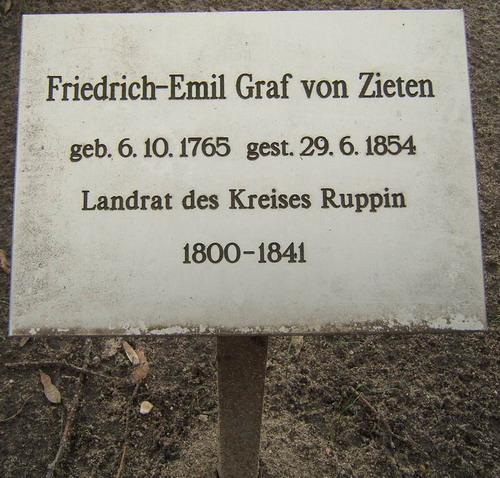 Friedrich-Emil Graf von Zieten
geb. 6. 10. 1765 gest. 29. 6. 1854
Landrat des Kreises Ruppin
1800-1841